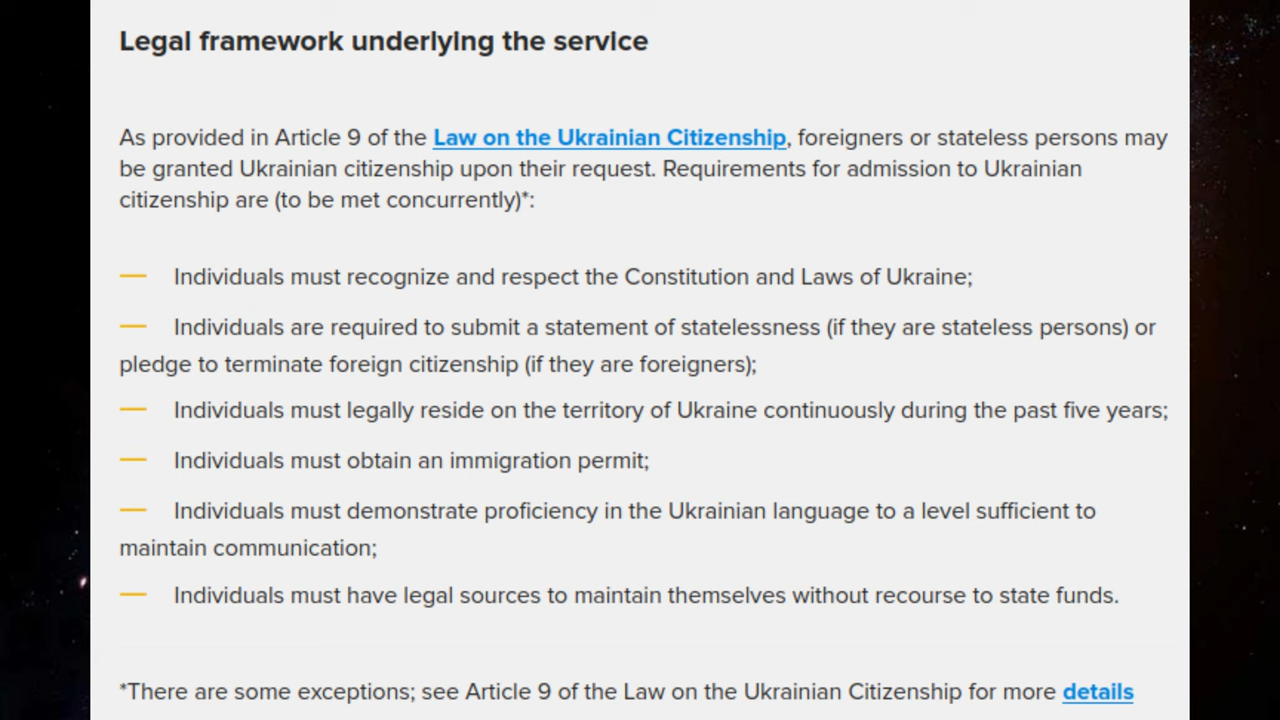 Legal framework underlying the service
As provided in Article 9 of the Law on the Ukrainian Citizenship, foreigners or stateless persons may
be granted Ukrainian citizenship upon their request. Requirements for admission to Ukrainian
citizenship are (to be met concurrently)*:
— Individuals must recognize and respect the Constitution and Laws of Ukraine;
— Individuals are required to submit a statement of statelessness (if they are stateless persons) or
pledge to terminate foreign citizenship (if they are foreigners);
— Individuals must legally reside on the territory of Ukraine continuously during the past five years;
— Individuals must obtain an immigration permit;
— Individuals must demonstrate proficiency in the Ukrainian language to a level sufficient to
maintain communication;
— Individuals must have legal sources to maintain themselves without recourse to state funds.
*There are some exceptions; see Article 9 of the Law on the Ukrainian Citizenship for more details